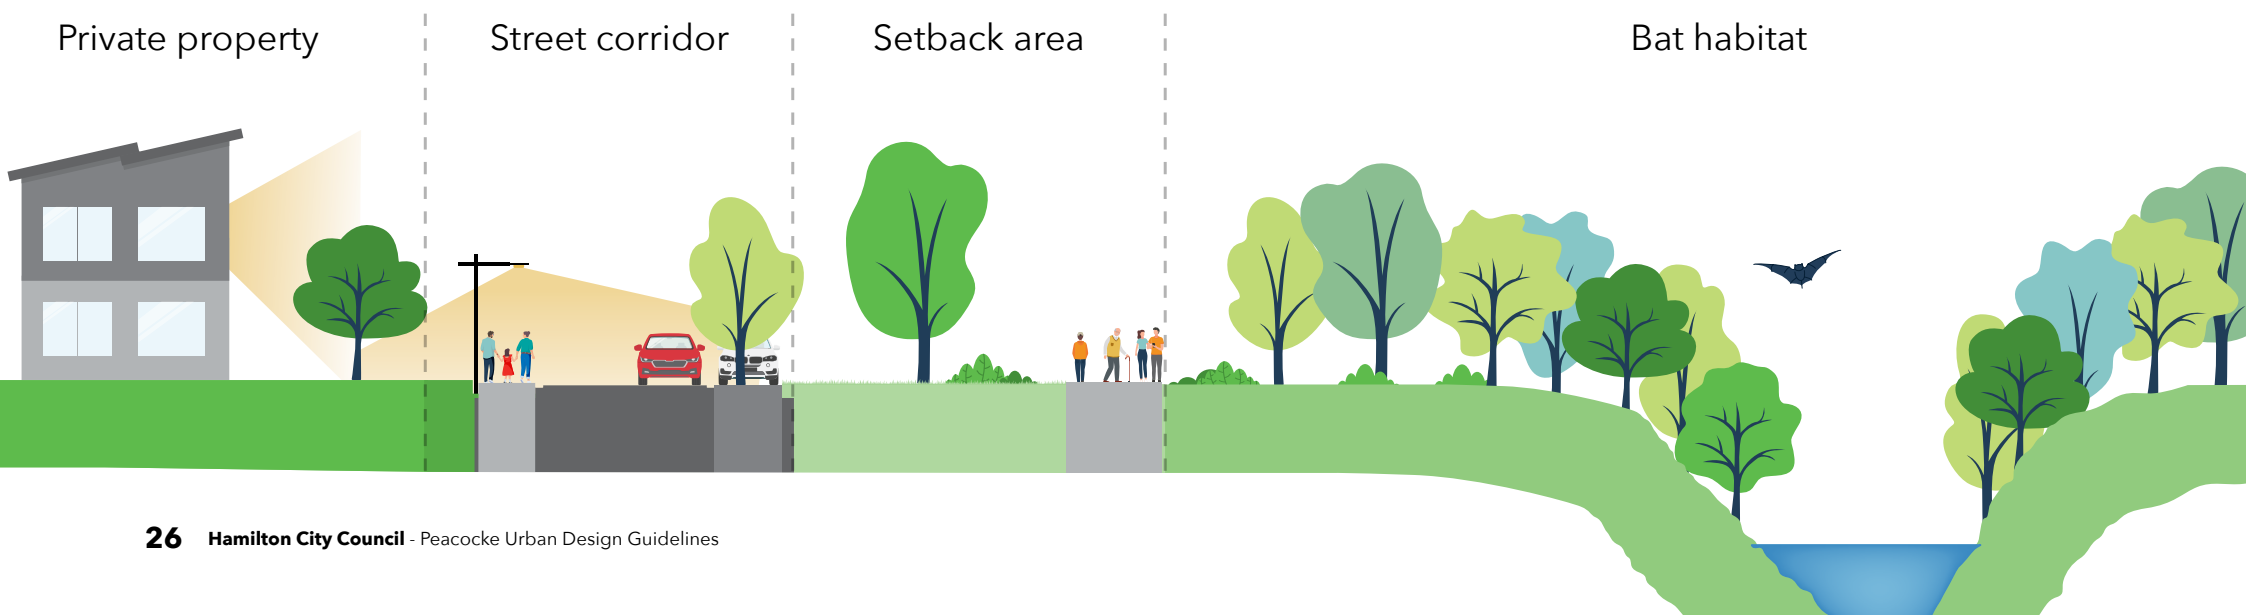 Private property
Street corridor
Setback area
Bat habitat
26 Hamilton City Council - Peacocke Urban Design Guidelines